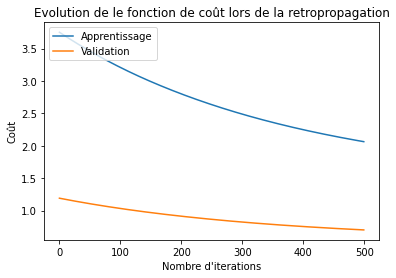 Evolution de le fonction de coût lors de la retropropagation
Apprentissage
Validation
Coût
3.5
3.0
2.5
2.0
1.5
1.0
0
100
200
300
400
500
Nombre d'iterations